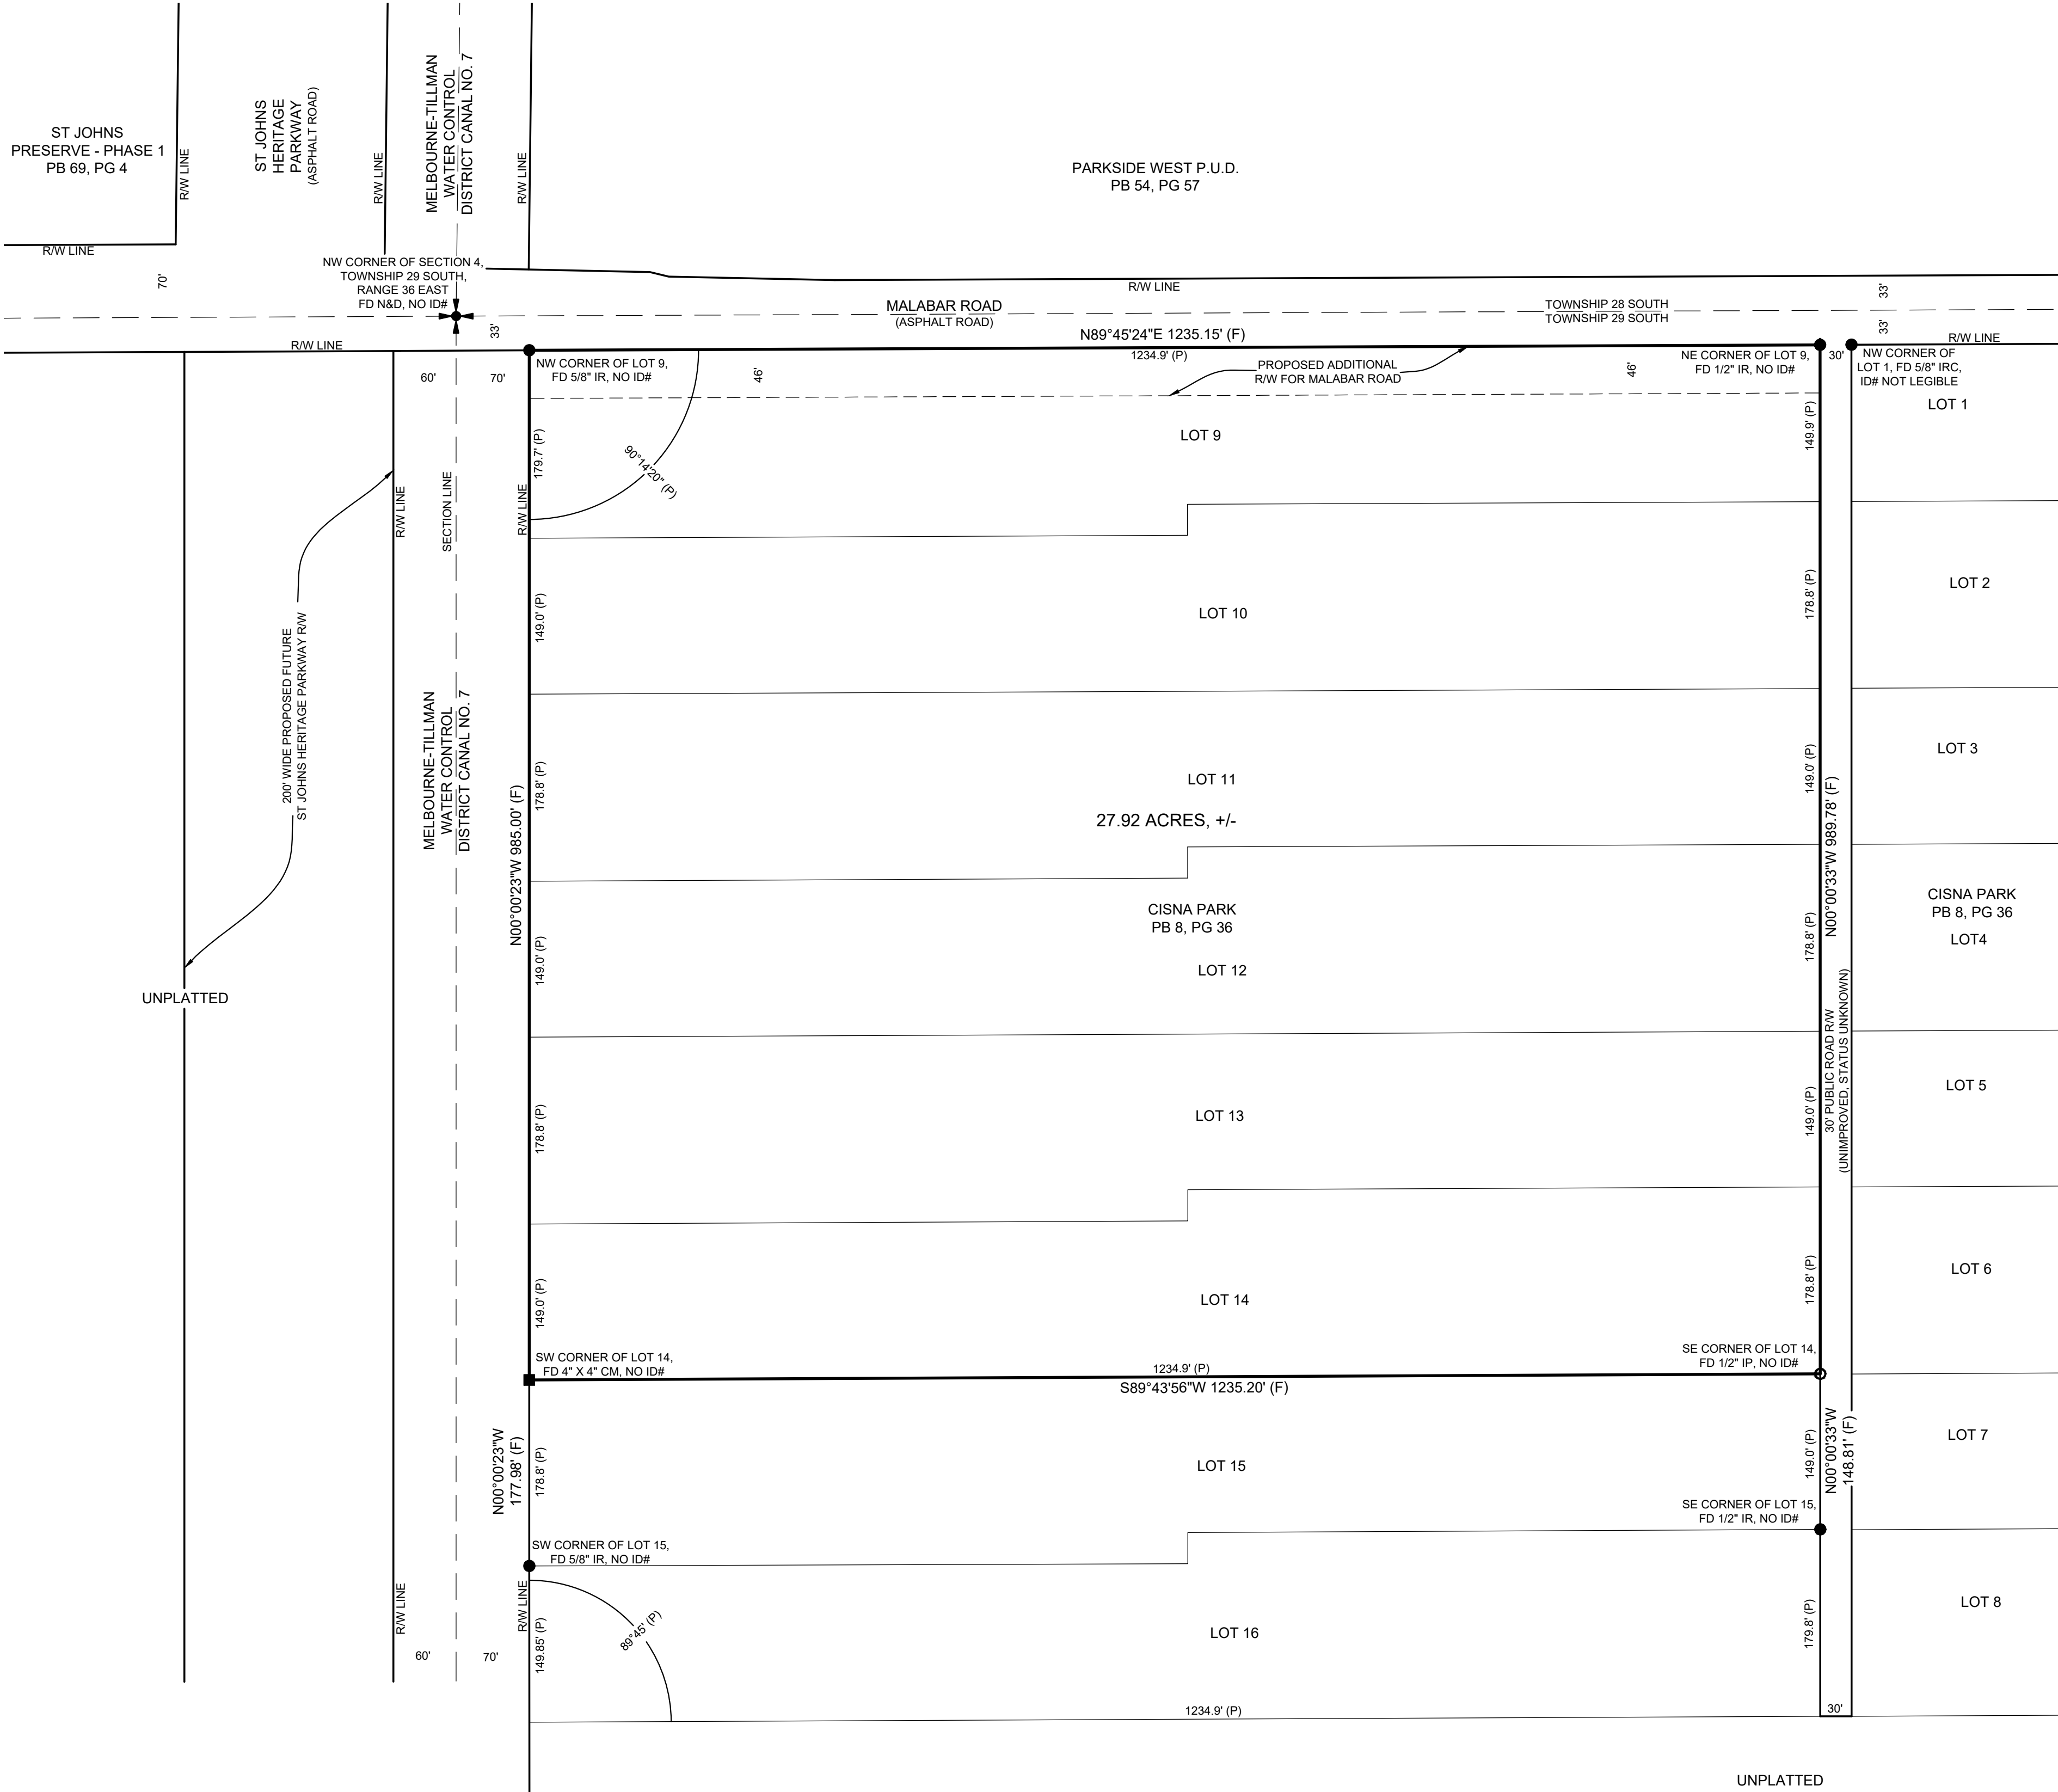 ST JOHNS
PRESERVE - PHASE 1
PB 69, PG 4
R/W LINE
R/W LINE
ST JOHNS
HERITAGE
PARKWAY
(ASPHALT ROAD)
R/W LINE
MELBOURNE-TILLMAN
WATER CONTROL
DISTRICT CANAL NO. 7
R/W LINE
PARKSIDE WEST P.U.D.
PB 54, PG 57
70'
NW CORNER OF SECTION 4,
TOWNSHIP 29 SOUTH,
RANGE 36 EAST
FD N&D, NO ID#
33'
R/W LINE
MALABAR ROAD
(ASPHALT ROAD)
TOWNSHIP 28 SOUTH
TOWNSHIP 29 SOUTH
33'
33'
R/W LINE
R/W LINE
N89°45'24"E 1235.15' (F)
1234.9' (P)
NW CORNER OF LOT 9,
FD 5/8" IR, NO ID#
60'
70'
46'
PROPOSED ADDITIONAL
R/W FOR MALABAR ROAD
46'
NE CORNER OF LOT 9,
FD 1/2" IR, NO ID#
30'
NW CORNER OF
LOT 1, FD 5/8" IRC,
ID# NOT LEGIBLE
LOT 1
179.7' (P)
90°14'20" (P)
LOT 9
149.9' (P)
R/W LINE
SECTION LINE
R/W LINE
149.0' (P)
LOT 10
178.8' (P)
LOT 2
200' WIDE PROPOSED FUTURE
ST JOHNS HERITAGE PARKWAY R/W
MELBOURNE-TILLMAN
WATER CONTROL
DISTRICT CANAL NO. 7
N00°00'23"W 985.00' (F)
178.8' (P)
LOT 11
27.92 ACRES, +/-
149.0' (P)
N00°00'33"W 989.78' (F)
LOT 3
CISNA PARK
PB 8, PG 36
149.0' (P)
LOT 12
178.8' (P)
CISNA PARK
PB 8, PG 36
LOT4
UNPLATTED
30' PUBLIC ROAD R/W
(UNIMPROVED, STATUS UNKNOWN)
178.8' (P)
LOT 13
149.0' (P)
LOT 5
149.0' (P)
LOT 14
178.8' (P)
LOT 6
SW CORNER OF LOT 14,
FD 4" X 4" CM, NO ID#
1234.9' (P)
S89°43'56"W 1235.20' (F)
SE CORNER OF LOT 14,
FD 1/2" IP, NO ID#
N00°00'23"W
177.98' (F)
178.8' (P)
LOT 15
149.0' (P)
N00°00'33"W
148.81' (F)
LOT 7
SE CORNER OF LOT 15,
FD 1/2" IR, NO ID#
SW CORNER OF LOT 15,
FD 5/8" IR, NO ID#
R/W LINE
R/W LINE
60'
70'
149.85' (P)
89°45' (P)
LOT 16
179.8' (P)
LOT 8
1234.9' (P)
30'
UNPLATTED